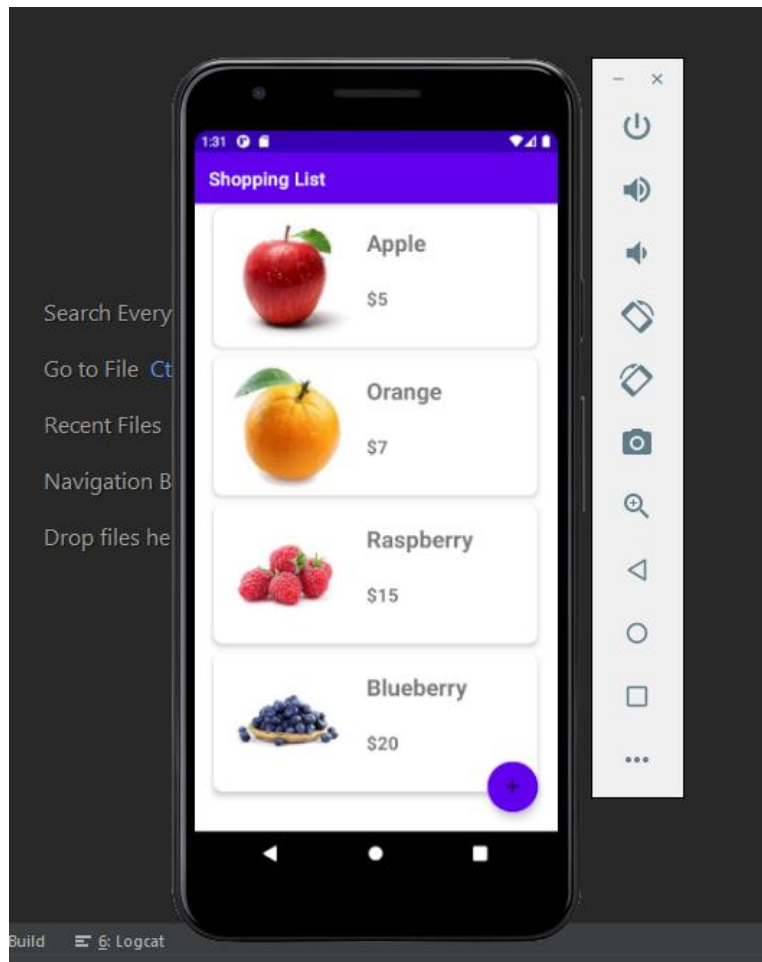 1:31
Shopping List
Apple
$5
Orange
$7
Raspberry
$15
Blueberry
$20
+
Search Every
Go to File Ct
Recent Files
Navigation B
Drop files he
Build 6: Logcat